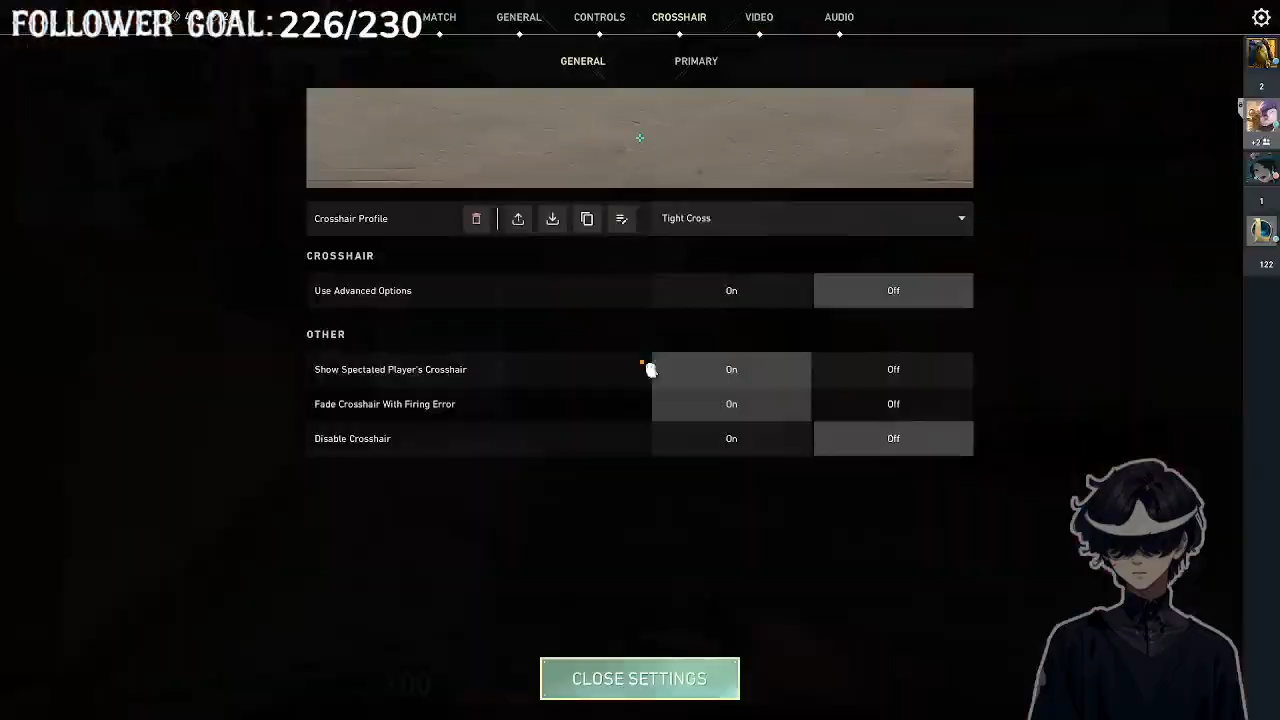 FOLLOWER GOAL: 226/230
MATCH GENERAL CONTROLS CROSSHAIR VIDEO AUDIO
GENERAL PRIMARY
2
+2
1
122
Crosshair Profile Tight Cross
CROSSHAIR
Use Advanced Options On Off
OTHER
Show Spectated Player's Crosshair On Off
Fade Crosshair With Firing Error On Off
Disable Crosshair On Off
CLOSE SETTINGS